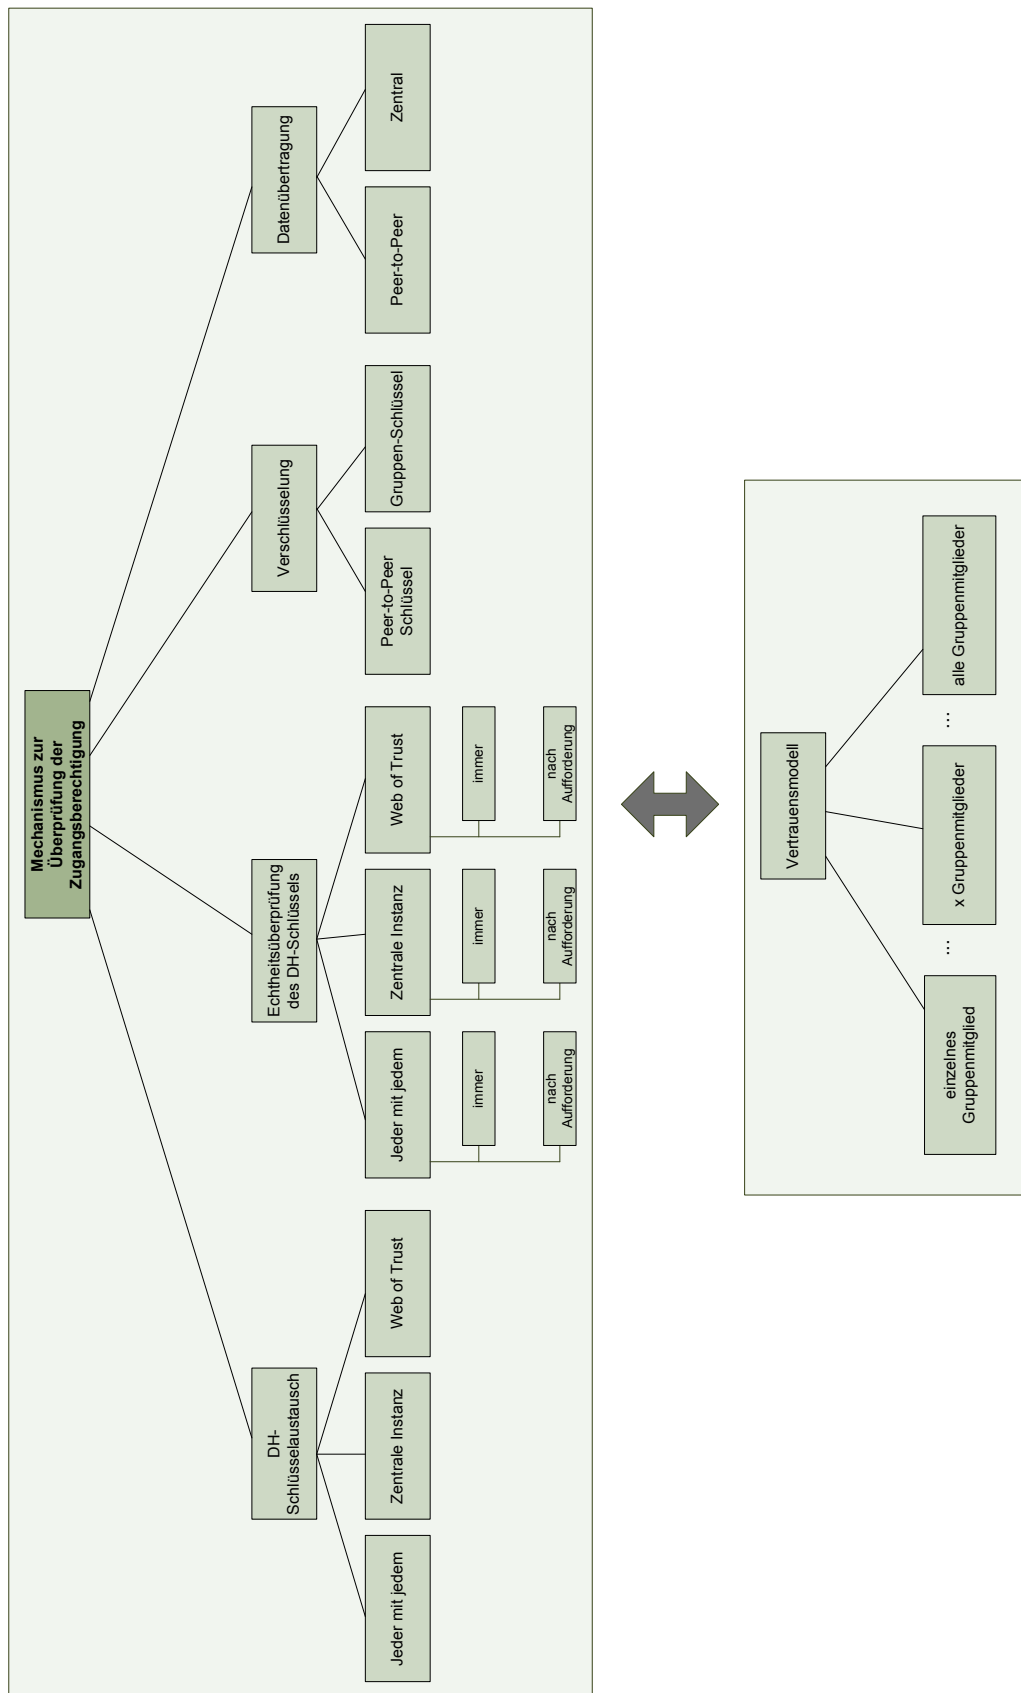 Mechanismus zur
Überprüfung der
Zugangsberechtigung
DH-
Schlüsselaustausch
Echtheitsüberprüfung
des DH-Schlüssels
Verschlüsselung
Datenübertragung
Jeder mit jedem
Zentrale Instanz
Web of Trust
Jeder mit jedem
Zentrale Instanz
Web of Trust
Peer-to-Peer
Schlüssel
Gruppen-Schlüssel
Peer-to-Peer
Zentral
immer
immer
immer
nach
Aufforderung
nach
Aufforderung
nach
Aufforderung
Vertrauensmodell
einzelnes
Gruppenmitglied
...
x Gruppenmitglieder
...
alle Gruppenmitglieder